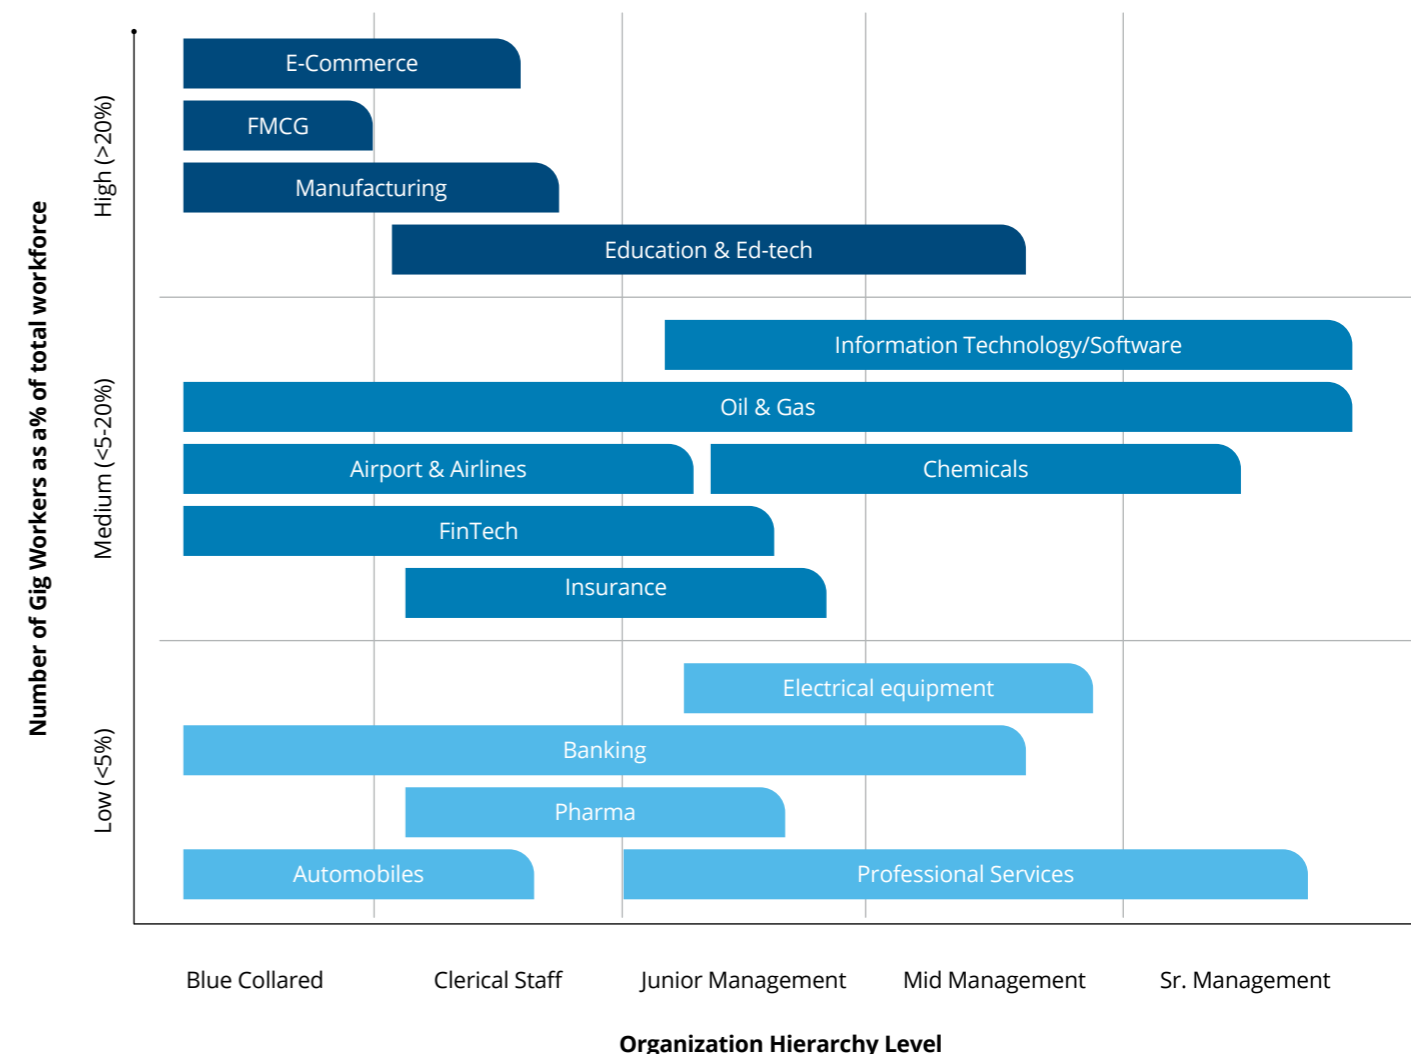 Number of Gig Workers as a% of total workforce
High (>20%)
E-Commerce
FMCG
Manufacturing
Education & Ed-tech
Medium (<5-20%)
Information Technology/Software
Oil & Gas
Airport & Airlines
Chemicals
FinTech
Insurance
Low (<5%)
Electrical equipment
Banking
Pharma
Automobiles
Professional Services
Blue Collared
Clerical Staff
Junior Management
Mid Management
Sr. Management
Organization Hierarchy Level